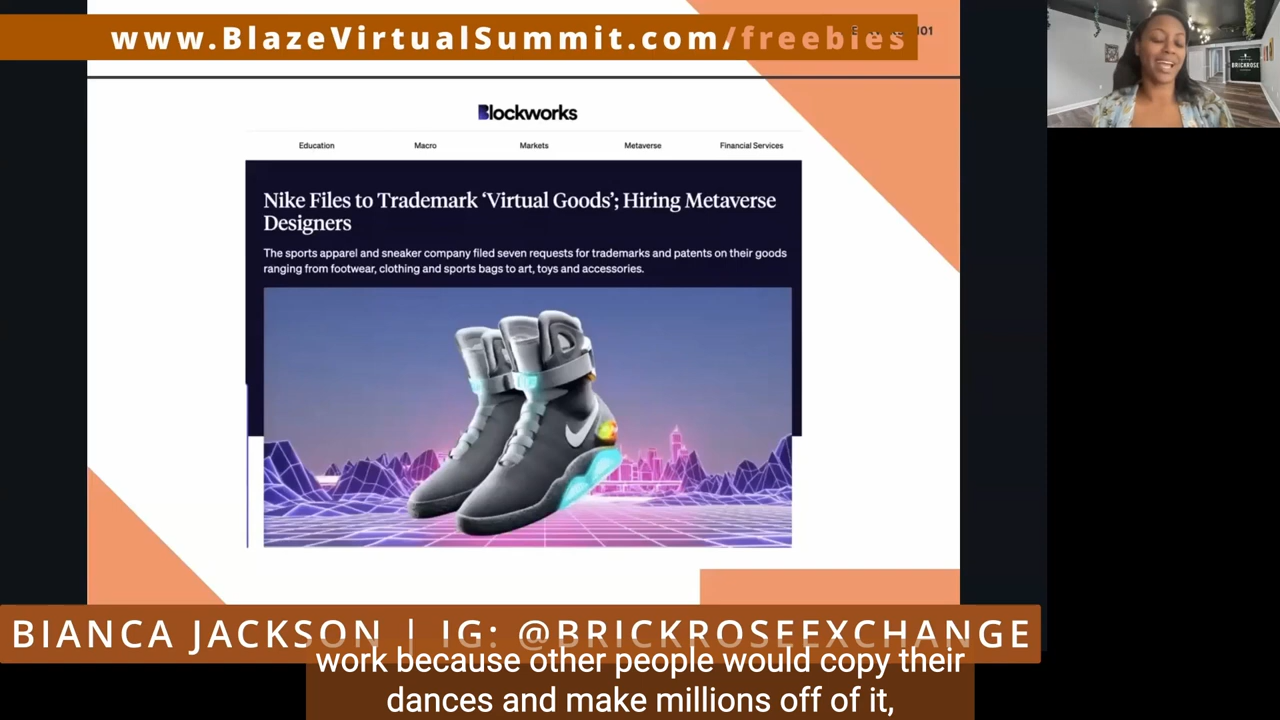 www.BlazeVirtualSummit.com/freebies
101
BRICKROSE
Blockworks
Education Macro Markets Metaverse Financial Services
Nike Files to Trademark ‘Virtual Goods’; Hiring Metaverse
Designers
The sports apparel and sneaker company filed seven requests for trademarks and patents on their goods
ranging from footwear, clothing and sports bags to art, toys and accessories.
BIANCA JACKSON | IG: @BRICKROSEEXCHANGE
work because other people would copy their
dances and make millions off of it,